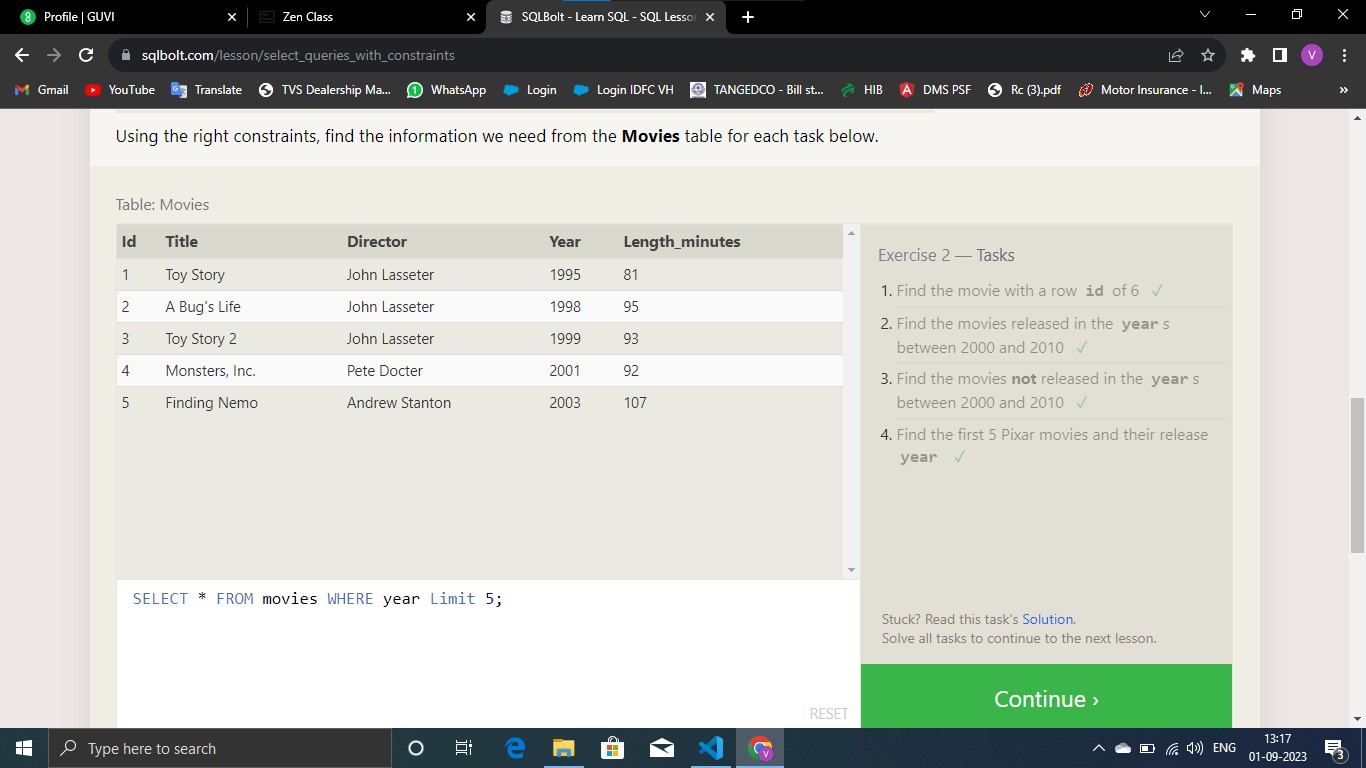 Profile | GUVI
Zen Class
SQLBolt - Learn SQL - SQL Lesson
sqlbolt.com/lesson/select_queries_with_constraints
V
Gmail YouTube Translate TVS Dealership Ma... WhatsApp Login Login IDFC VH TANGEDCO - Bill st... HIB DMS PSF Rc (3).pdf Motor Insurance - I... Maps »
Using the right constraints, find the information we need from the Movies table for each task below.
Table: Movies
Id Title Director Year Length_minutes
1 Toy Story John Lasseter 1995 81
2 A Bug's Life John Lasseter 1998 95
3 Toy Story 2 John Lasseter 1999 93
4 Monsters, Inc. Pete Docter 2001 92
5 Finding Nemo Andrew Stanton 2003 107
SELECT * FROM movies WHERE year Limit 5;
RESET
Exercise 2 — Tasks
1. Find the movie with a row id of 6 ✓
2. Find the movies released in the year s
between 2000 and 2010 ✓
3. Find the movies not released in the year s
between 2000 and 2010 ✓
4. Find the first 5 Pixar movies and their release
year ✓
Stuck? Read this task's Solution.
Solve all tasks to continue to the next lesson.
Continue ›
Type here to search
ENG
13:17
01-09-2023
3